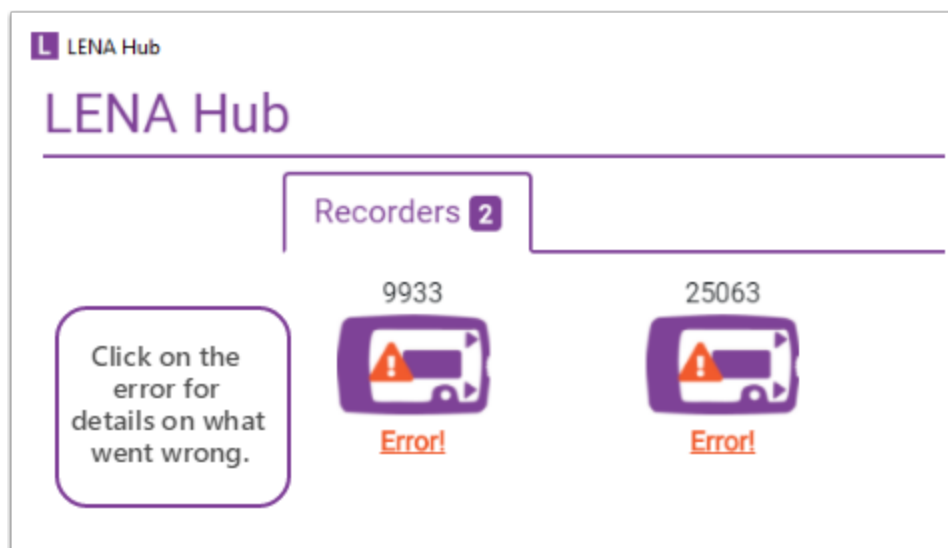 L LENA Hub
LENA Hub
Recorders 2
9933 25063
Click on the
error for
details on what
went wrong.
Error! Error!